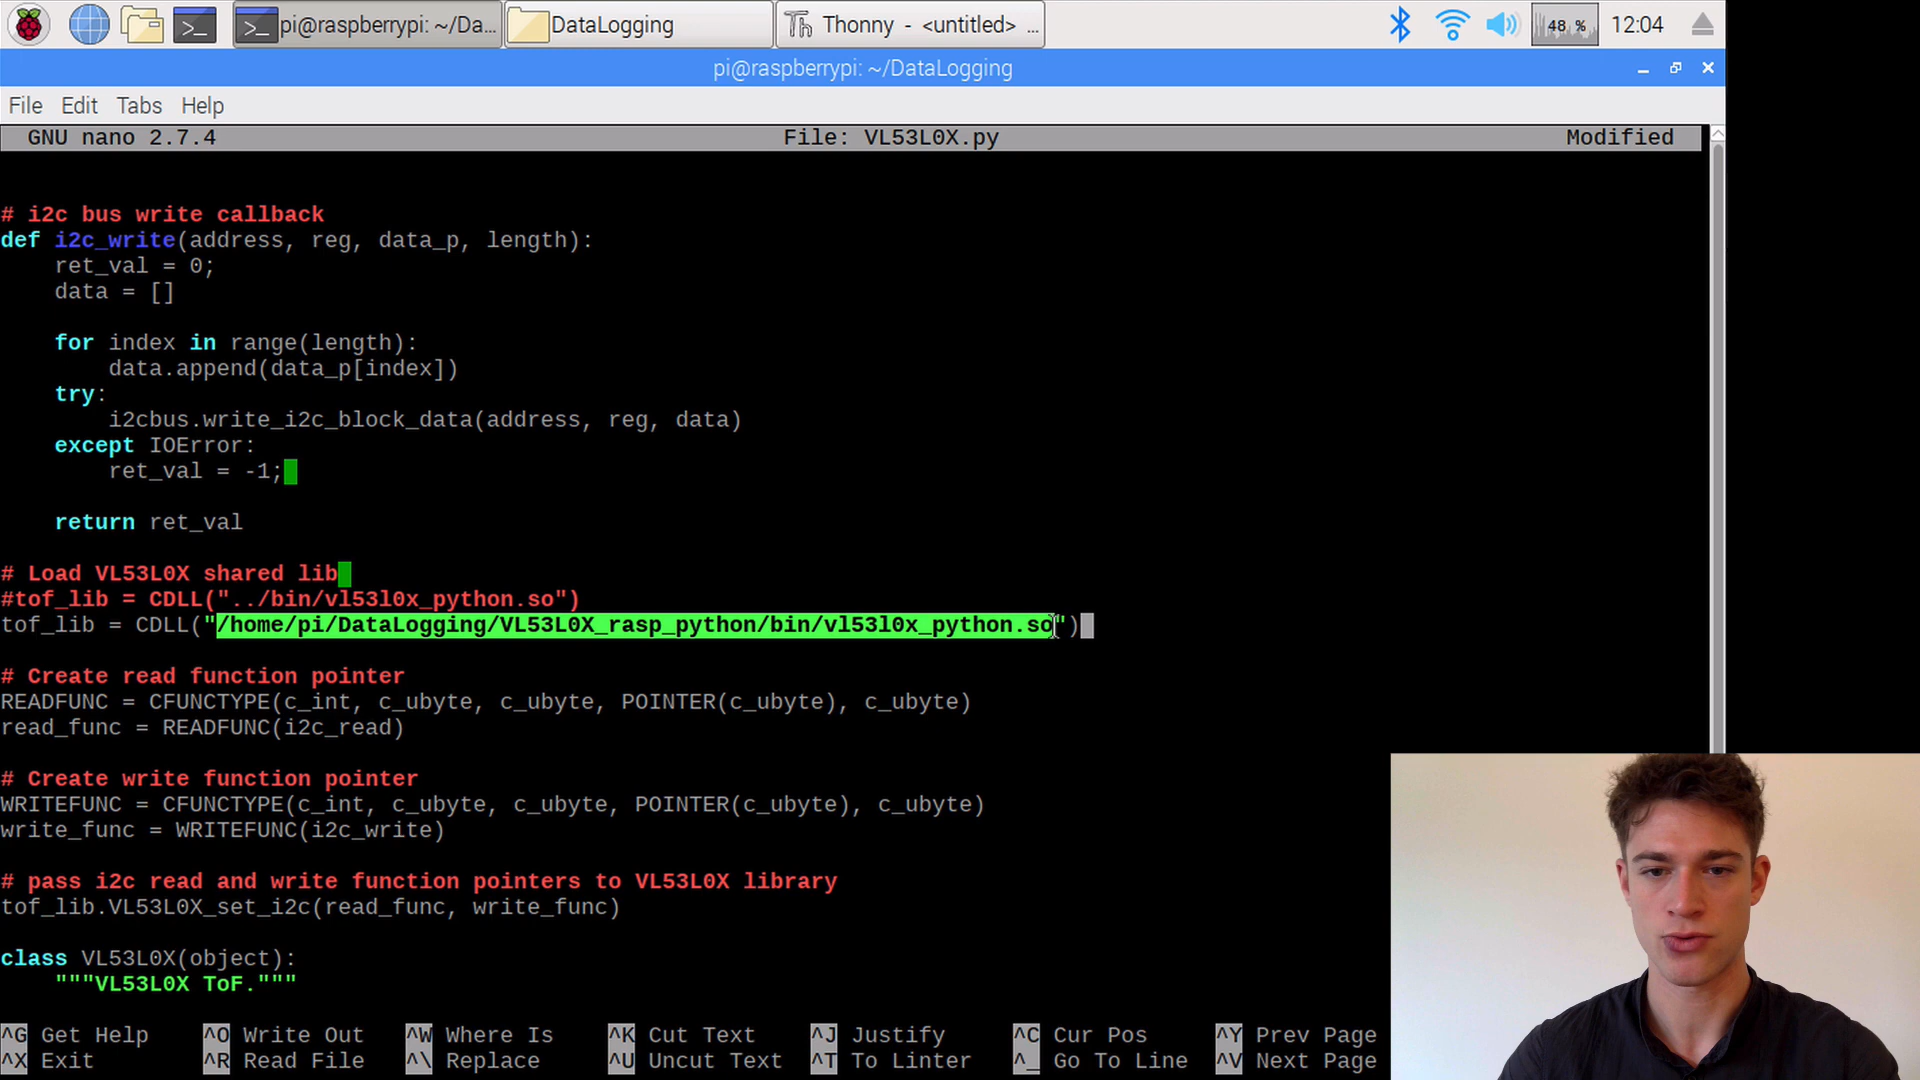 pi@raspberrypi: ~/Da...
DataLogging
Thonny - <untitled> ...
48 %
12:04
pi@raspberrypi: ~/DataLogging
File Edit Tabs Help
GNU nano 2.7.4 File: VL53L0X.py Modified
# i2c bus write callback
def i2c_write(address, reg, data_p, length):
    ret_val = 0;
    data = []
    for index in range(length):
        data.append(data_p[index])
    try:
        i2cbus.write_i2c_block_data(address, reg, data)
    except IOError:
        ret_val = -1;
    return ret_val
# Load VL53L0X shared lib
#tof_lib = CDLL("../bin/vl53l0x_python.so")
tof_lib = CDLL("/home/pi/DataLogging/VL53L0X_rasp_python/bin/vl53l0x_python.so")
# Create read function pointer
READFUNC = CFUNCTYPE(c_int, c_ubyte, c_ubyte, POINTER(c_ubyte), c_ubyte)
read_func = READFUNC(i2c_read)
# Create write function pointer
WRITEFUNC = CFUNCTYPE(c_int, c_ubyte, c_ubyte, POINTER(c_ubyte), c_ubyte)
write_func = WRITEFUNC(i2c_write)
# pass i2c read and write function pointers to VL53L0X library
tof_lib.VL53L0X_set_i2c(read_func, write_func)
class VL53L0X(object):
    """VL53L0X ToF."""
^G Get Help ^O Write Out ^W Where Is ^K Cut Text ^J Justify ^C Cur Pos ^Y Prev Page
^X Exit ^R Read File ^\ Replace ^U Uncut Text ^T To Linter ^_ Go To Line ^V Next Page